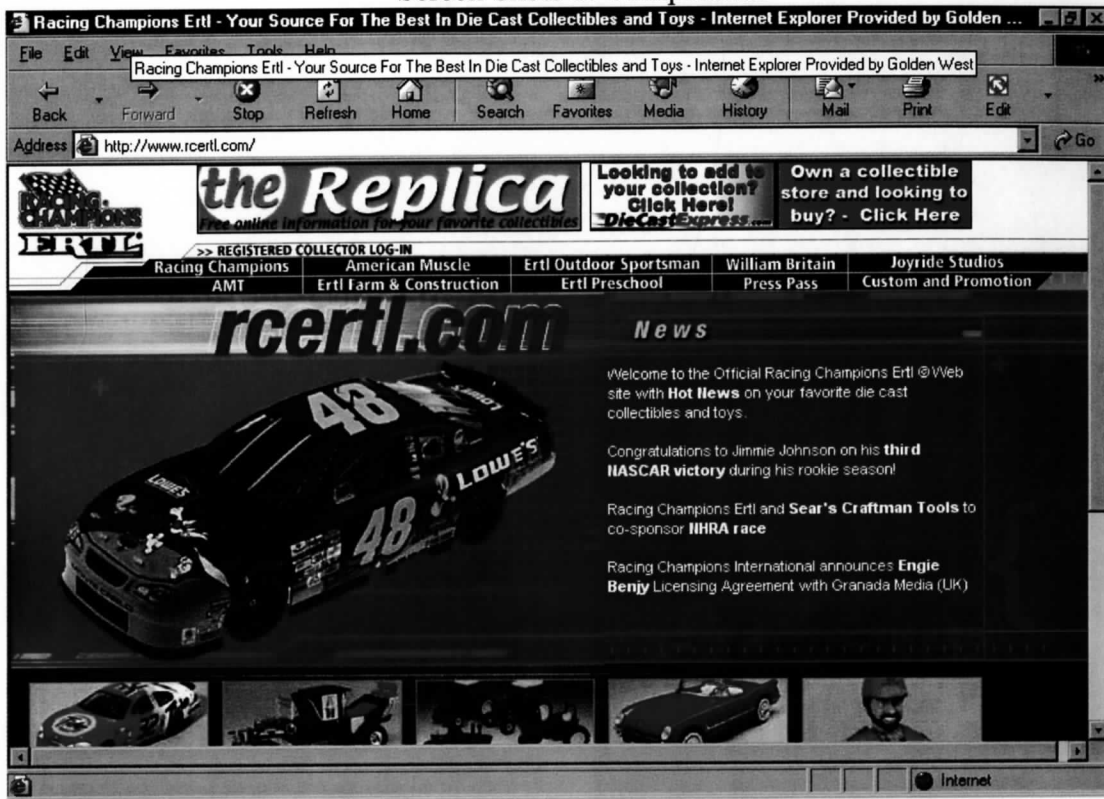 Racing Champions Ertl - Your Source For The Best In Die Cast Collectibles and Toys - Internet Explorer Provided by Golden ...
File Edit View Favorites Tools Help
Racing Champions Ertl - Your Source For The Best In Die Cast Collectibles and Toys - Internet Explorer Provided by Golden West
Back Forward Stop Refresh Home Search Favorites Media History Mail Print Edit
Address http://www.rcertl.com/ Go
RACING CHAMPIONS
ERTL
the Replica
Free online information for your favorite collectibles
Looking to add to
your collection?
Click Here!
DieCastExpress.com
Own a collectible
store and looking to
buy? - Click Here
>> REGISTERED COLLECTOR LOG-IN
Racing Champions American Muscle Ertl Outdoor Sportsman William Britain Joyride Studios
AMT Ertl Farm & Construction Ertl Preschool Press Pass Custom and Promotion
rcertl.com
News
Welcome to the Official Racing Champions Ertl ® Web
site with Hot News on your favorite die cast
collectibles and toys.
Congratulations to Jimmie Johnson on his third
NASCAR victory during his rookie season!
Racing Champions Ertl and Sear's Craftman Tools to
co-sponsor NHRA race
Racing Champions International announces Engie
Benjy Licensing Agreement with Granada Media (UK)
48
LOWE'S
LOWE'S
48
LOWE'S
Internet